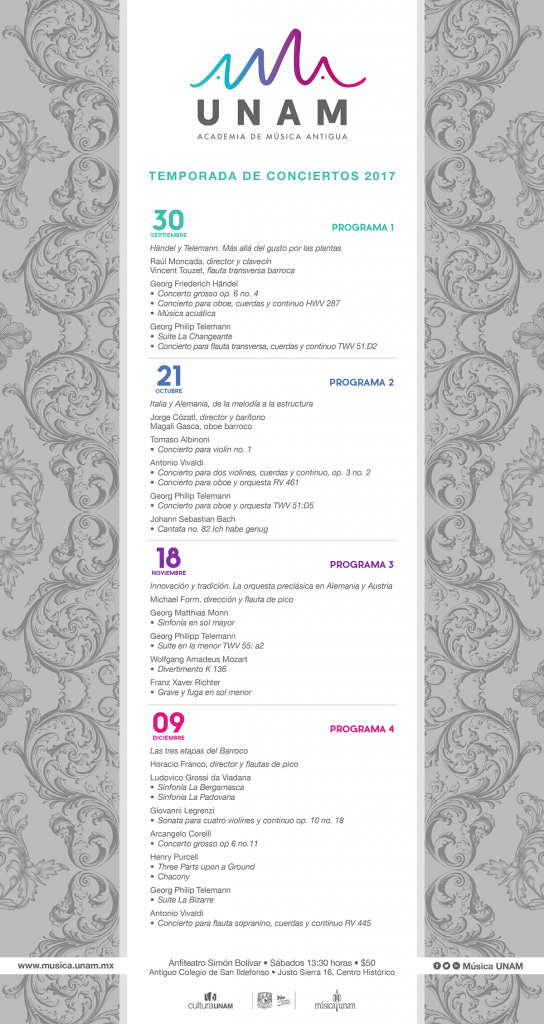 UNAM
ACADEMIA DE MÚSICA ANTIGUA
TEMPORADA DE CONCIERTOS 2017
30
SEPTIEMBRE
PROGRAMA 1
Händel y Telemann. Más allá del gusto por las plantas
Raúl Moncada, director y clavecín
Vincent Touzet, flauta transversa barroca
Georg Friederich Händel
• Concerto grosso op. 6 no. 4
• Concierto para oboe, cuerdas y continuo HWV 287
• Música acuática
Georg Philip Telemann
• Suite La Changeante
• Concierto para flauta transversa, cuerdas y continuo TWV 51:D2
21
OCTUBRE
PROGRAMA 2
Italia y Alemania, de la melodía a la estructura
Jorge Cózatl, director y barítono
Magali Gasca, oboe barroco
Tomaso Albinoni
• Concierto para violín no. 1
Antonio Vivaldi
• Concierto para dos violines, cuerdas y continuo, op. 3 no. 2
• Concierto para oboe y orquesta RV 461
Georg Philip Telemann
• Concierto para oboe y orquesta TWV 51:D5
Johann Sebastian Bach
• Cantata no. 82 Ich habe genug
18
NOVIEMBRE
PROGRAMA 3
Innovación y tradición. La orquesta preclásica en Alemania y Austria
Michael Form, dirección y flauta de pico
Georg Matthias Monn
• Sinfonía en sol mayor
Georg Philipp Telemann
• Suite en la menor TWV 55: a2
Wolfgang Amadeus Mozart
• Divertimento K 136
Franz Xaver Richter
• Grave y fuga en sol menor
09
DICIEMBRE
PROGRAMA 4
Las tres etapas del Barroco
Horacio Franco, director y flautas de pico
Ludovico Grossi da Viadana
• Sinfonía La Bergamasca
• Sinfonía La Padovana
Giovanni Legrenzi
• Sonata para cuatro violines y continuo op. 10 no. 18
Arcangelo Corelli
• Concerto grosso op 6 no.11
Henry Purcell
• Three Parts upon a Ground
• Chacony
Georg Philip Telemann
• Suite La Bizarre
Antonio Vivaldi
• Concierto para flauta sopranino, cuerdas y continuo RV 445
Anfiteatro Simón Bolívar • Sábados 13:30 horas • $50
Antiguo Colegio de San Ildefonso • Justo Sierra 16, Centro Histórico
www.musica.unam.mx
Música UNAM
culturaUNAM
músicaunam